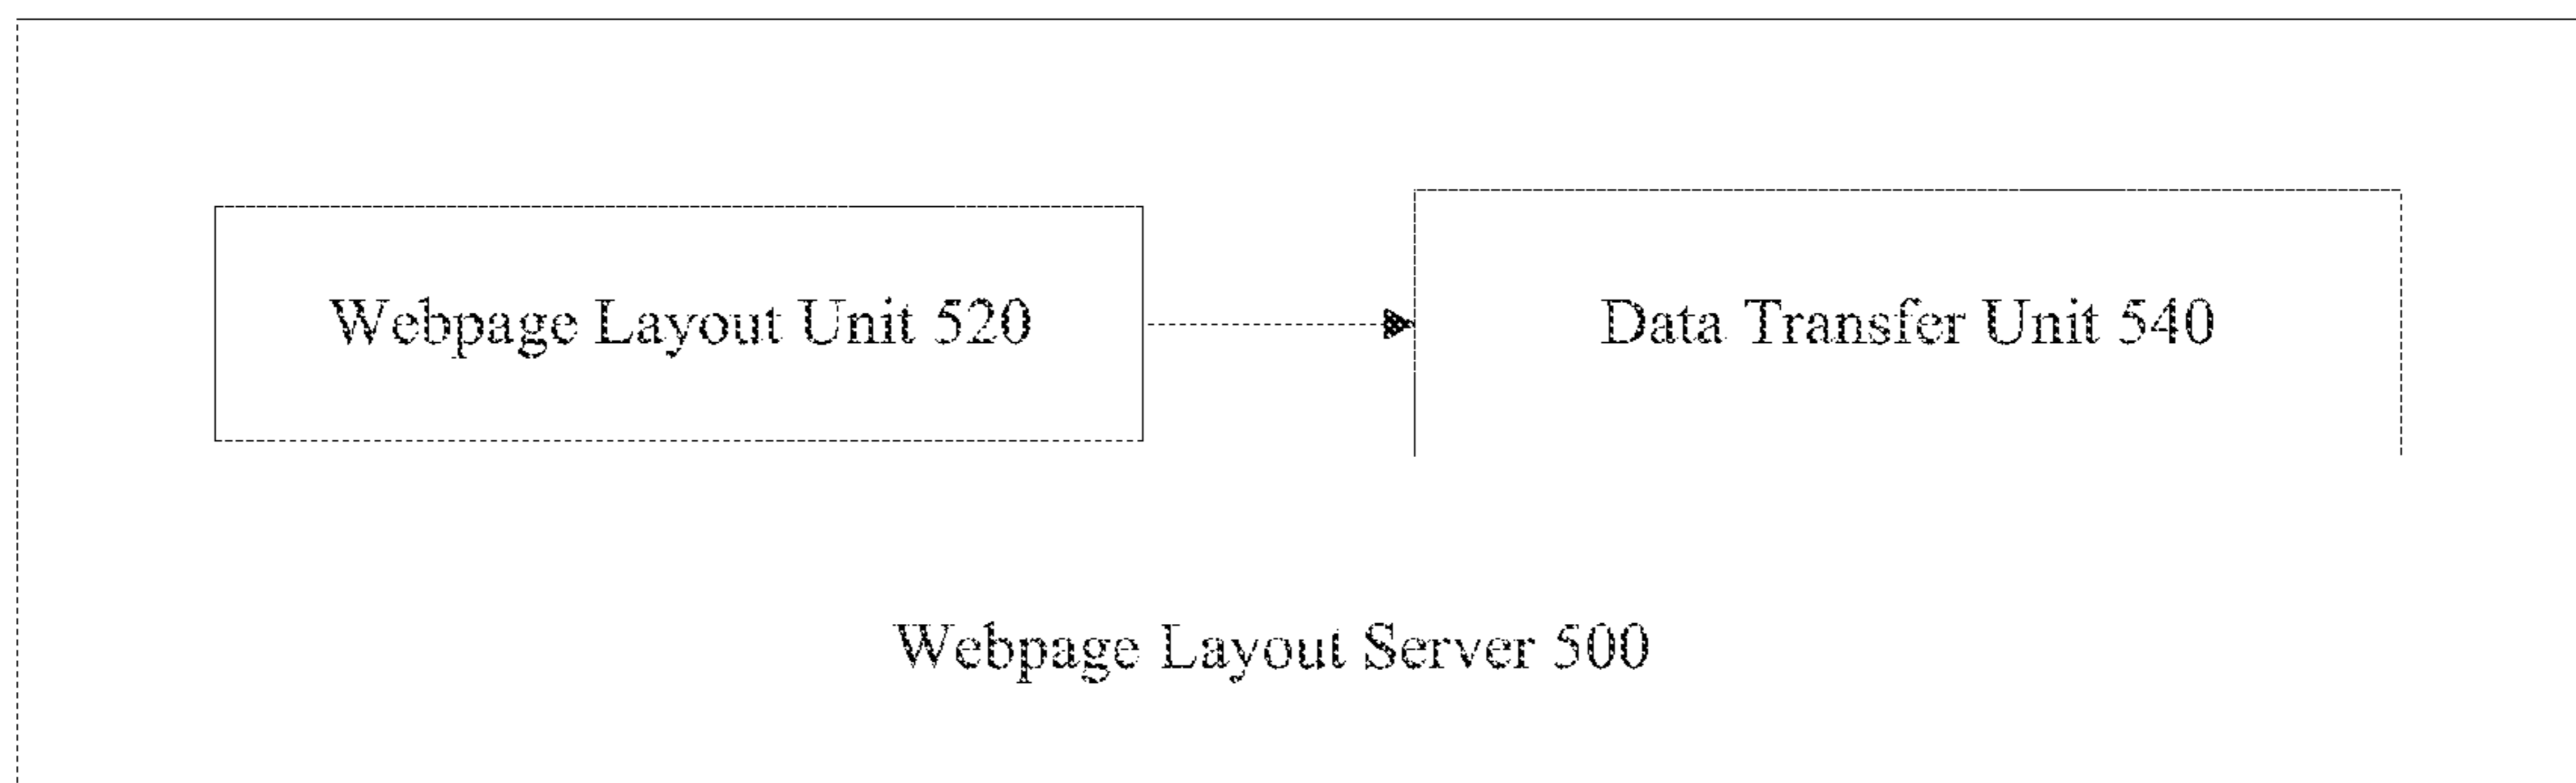 Webpage Layout Unit 520
Data Transfer Unit 540
Webpage Layout Server 500